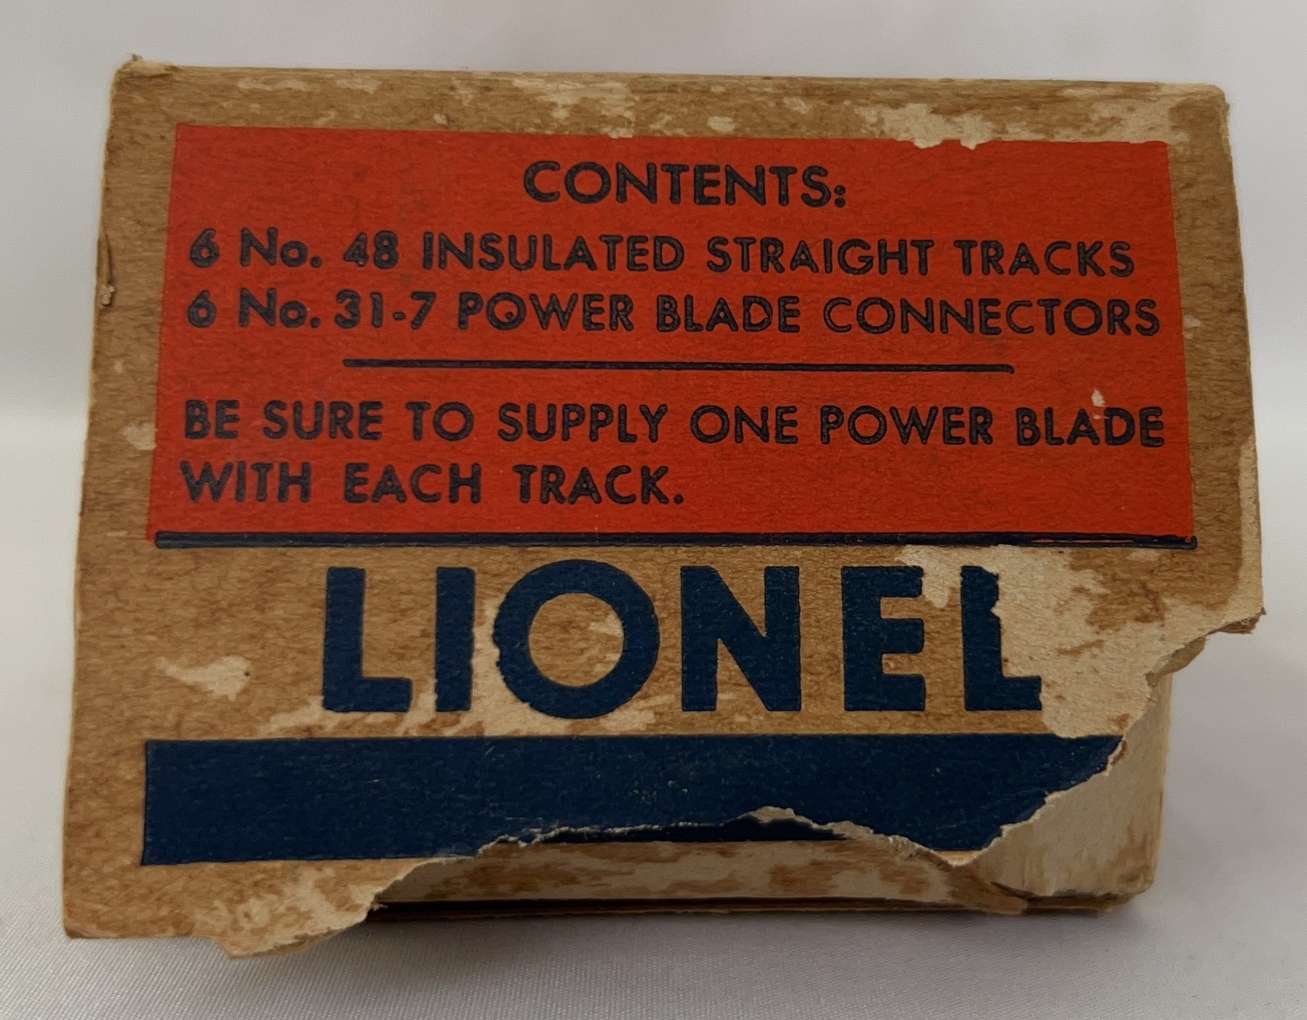 CONTENTS:
6 No. 48 INSULATED STRAIGHT TRACKS
6 No. 31-7 POWER BLADE CONNECTORS
BE SURE TO SUPPLY ONE POWER BLADE
WITH EACH TRACK.
LIONEL